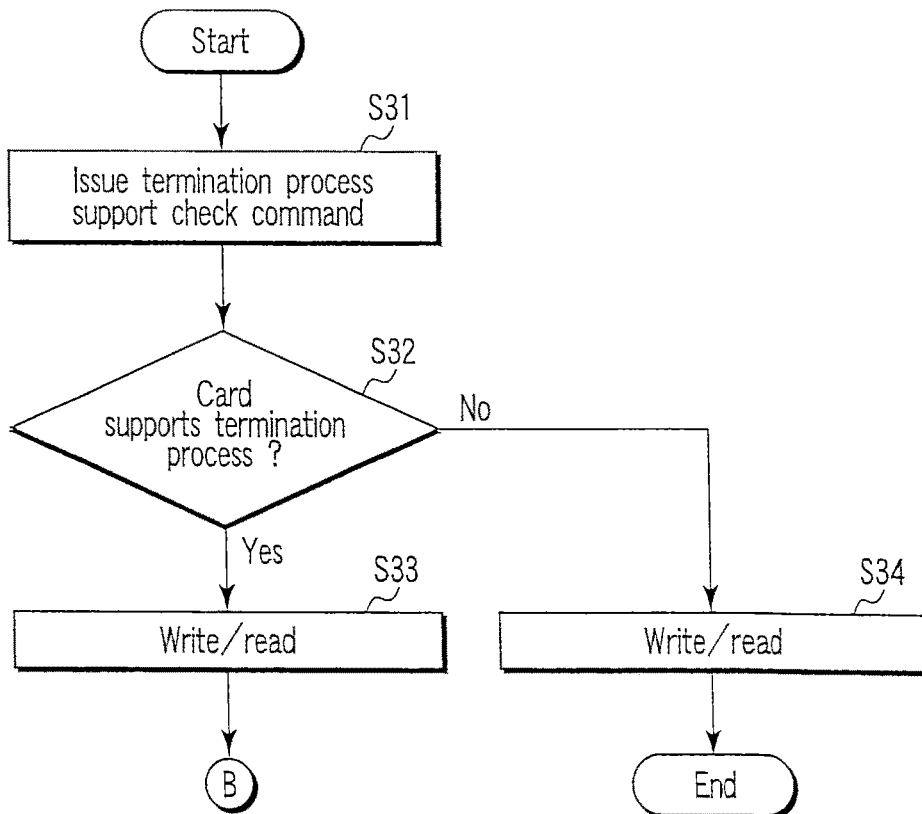 Start
S31
Issue termination process
support check command
S32
Card
supports termination
process ?
No
Yes
S33
Write/read
S34
Write/read
B
End